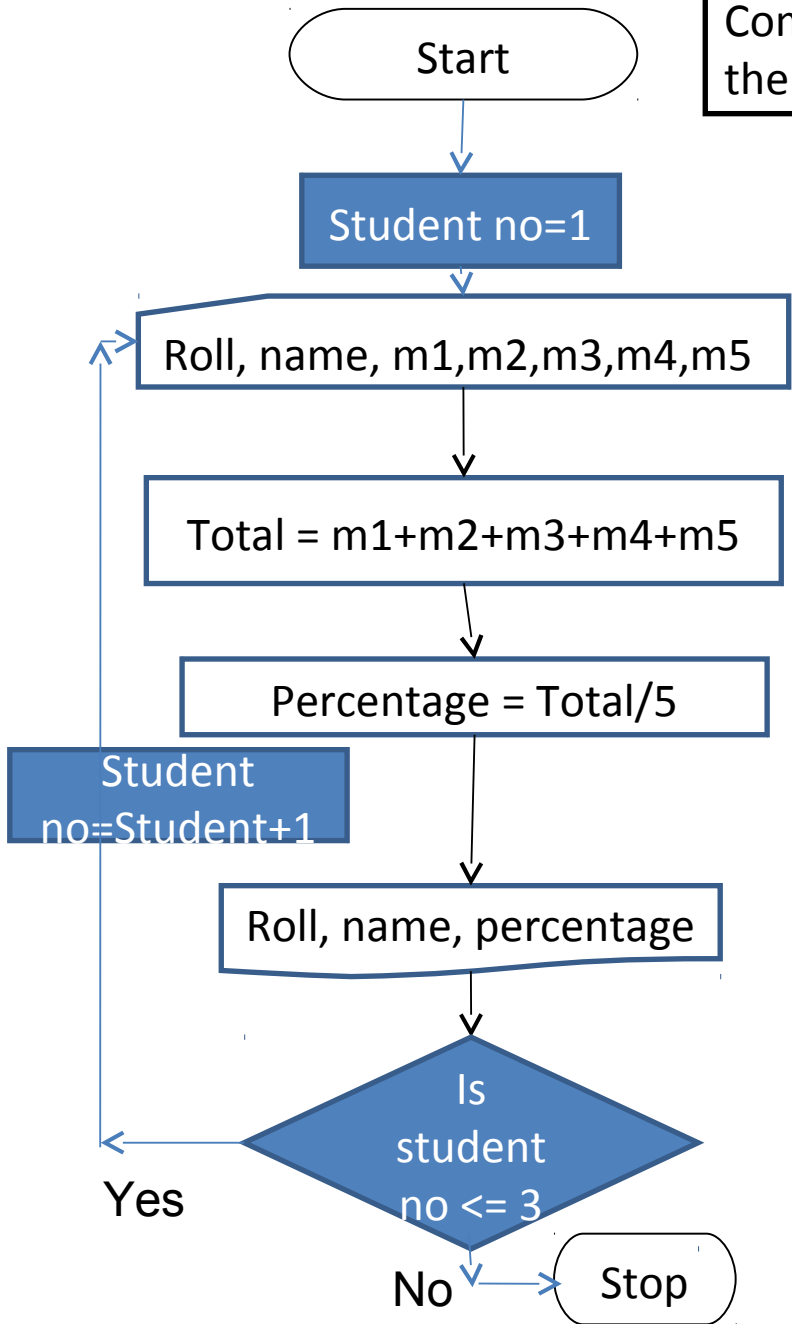 Start
the
Student no=1
Roll, name, m1,m2,m3,m4,m5
Total = m1+m2+m3+m4+m5
Percentage = Total/5
Student
no=Student+1
Roll, name, percentage
Is
student
no <= 3
Yes
No
Stop